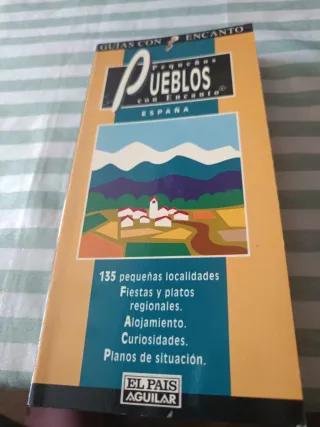 GUÍAS CON ENCANTO
Pequeños
PUEBLOS
con Encanto®
ESPAÑA
135 pequeñas localidades
Fiestas y platos
regionales.
Alojamiento.
Curiosidades.
Planos de situación.
EL PAIS
AGUILAR